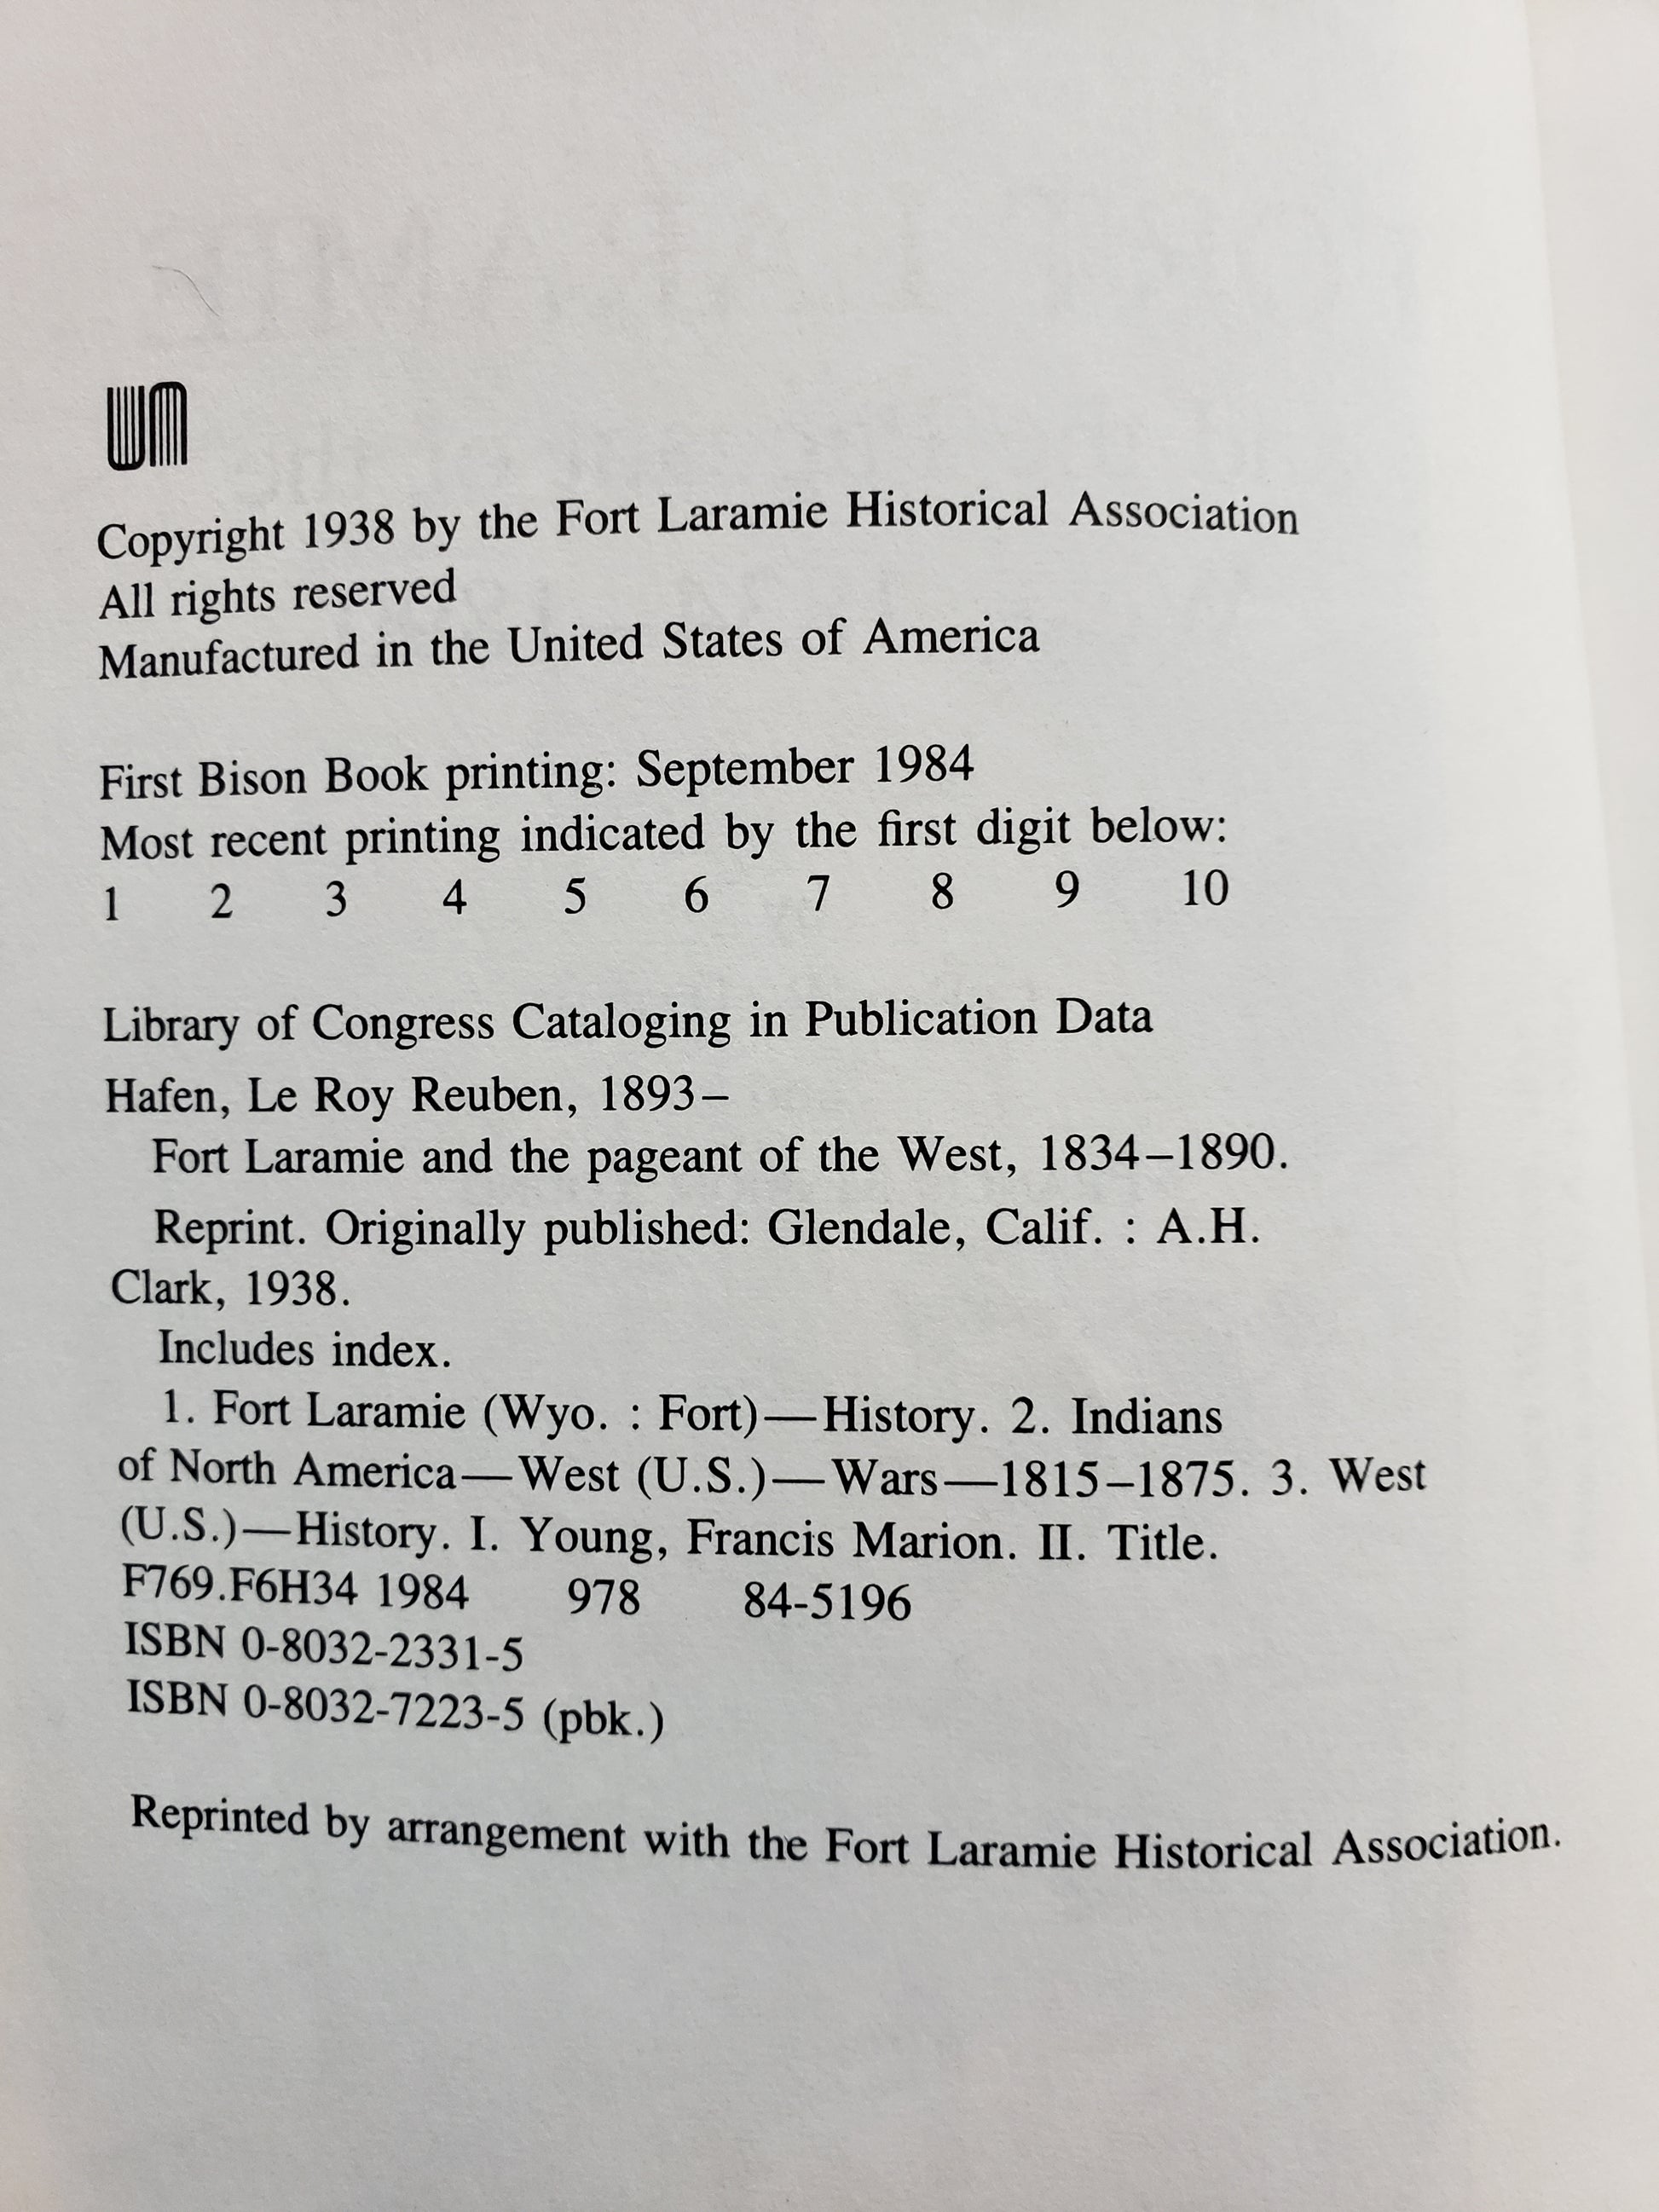 Copyright 1938 by the Fort Laramie Historical Association
All rights reserved
Manufactured in the United States of America
First Bison Book printing: September 1984
Most recent printing indicated by the first digit below:
1 2 3 4 5 6 7 8 9 10
Library of Congress Cataloging in Publication Data
Hafen, Le Roy Reuben, 1893–
Fort Laramie and the pageant of the West, 1834–1890.
Reprint. Originally published: Glendale, Calif. : A.H.
Clark, 1938.
Includes index.
1. Fort Laramie (Wyo. : Fort)—History. 2. Indians
of North America—West (U.S.)—Wars—1815–1875. 3. West
(U.S.)—History. I. Young, Francis Marion. II. Title.
F769.F6H34 1984 978 84-5196
ISBN 0-8032-2331-5
ISBN 0-8032-7223-5 (pbk.)
Reprinted by arrangement with the Fort Laramie Historical Association.